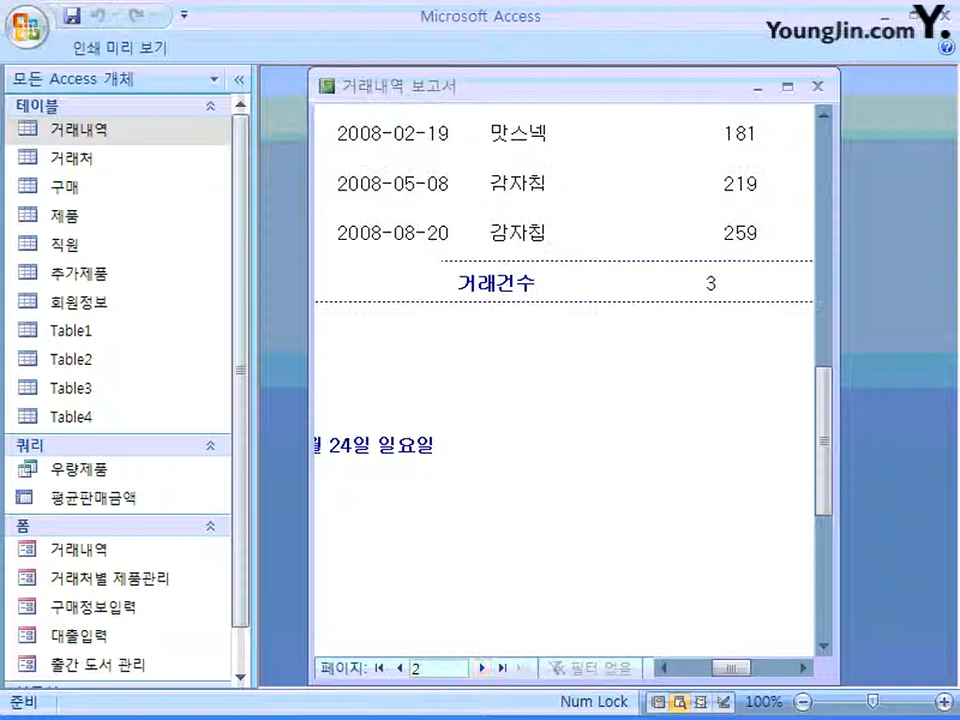 Microsoft Access
YoungJin.com Y.
인쇄 미리 보기
모든 Access 개체
테이블
거래내역
거래처
구매
제품
직원
추가제품
회원정보
Table1
Table2
Table3
Table4
쿼리
우량제품
평균판매금액
폼
거래내역
거래처별 제품관리
구매정보입력
대출입력
출간 도서 관리
거래내역 보고서
2008-02-19 맛스넥 181
2008-05-08 감자칩 219
2008-08-20 감자칩 259
거래건수 3
월 24일 일요일
페이지: 2 필터 없음
준비 Num Lock 100%